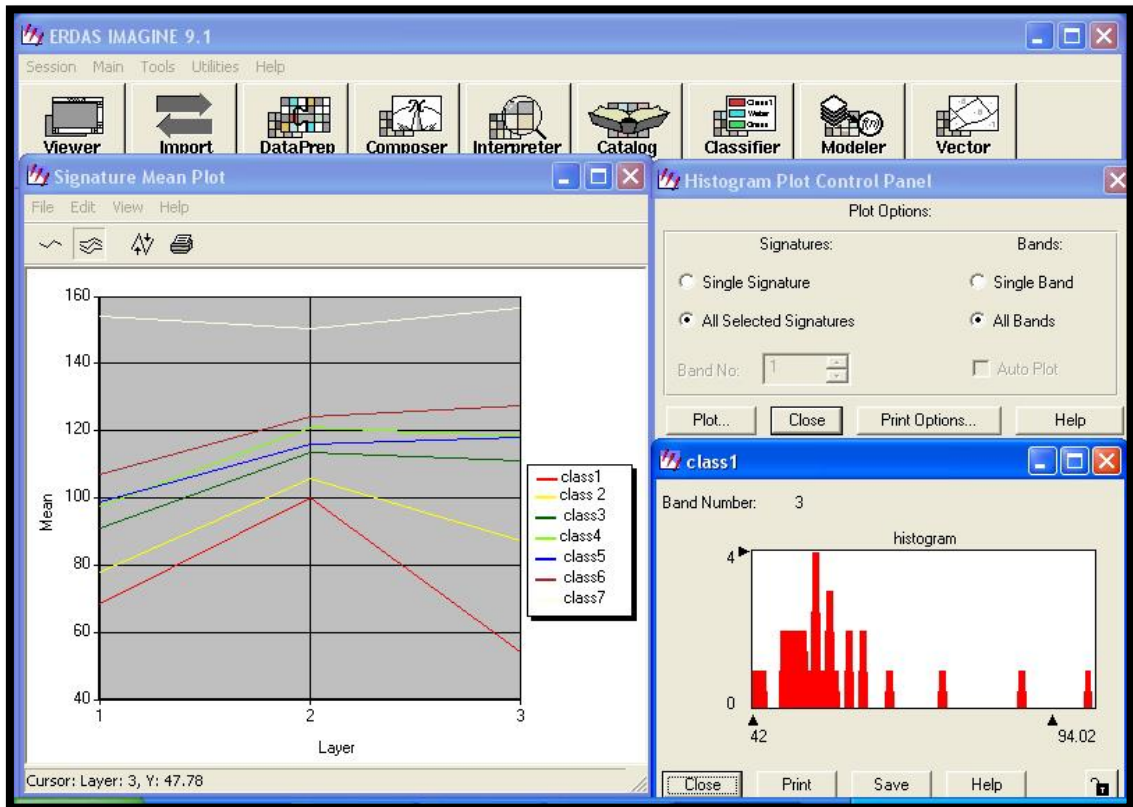 ERDAS IMAGINE 9.1
Session Main Tools Utilities Help
Viewer Import DataPrep Composer Interpreter Catalog Classifier Modeler Vector
Class1
Water
Grass
f(n)
Signature Mean Plot
File Edit View Help
160
140
120
100
80
60
40
1 2 3
Mean
Layer
class1
class 2
class3
class4
class5
class6
class7
Cursor: Layer: 3, Y: 47.78
Histogram Plot Control Panel
Plot Options:
Signatures: Bands:
Single Signature Single Band
All Selected Signatures All Bands
Band No: 1 Auto Plot
Plot... Close Print Options... Help
class1
Band Number: 3
histogram
4
0
42 94.02
Close Print Save Help